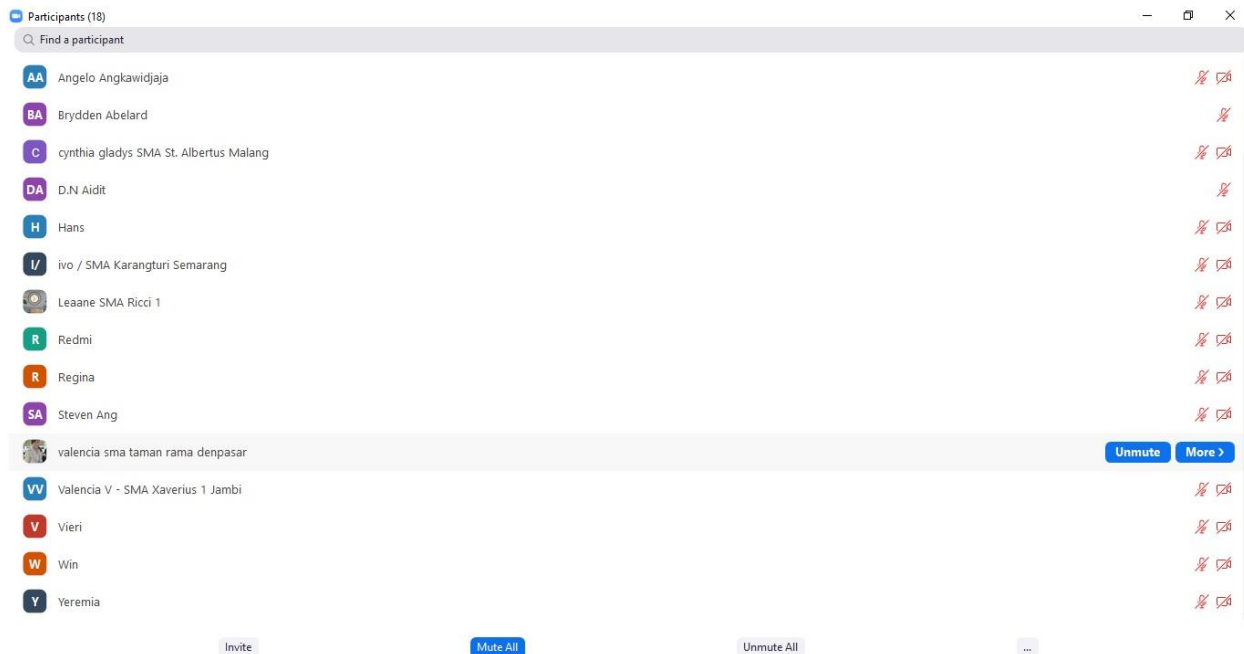 Participants (18)
Find a participant
AA Angelo Angkawidjaja
BA Brydden Abelard
C cynthia gladys SMA St. Albertus Malang
DA D.N Aidit
H Hans
I/ ivo / SMA Karangturi Semarang
Leaane SMA Ricci 1
R Redmi
R Regina
SA Steven Ang
valencia sma taman rama denpasar Unmute More >
VV Valencia V - SMA Xaverius 1 Jambi
V Vieri
W Win
Y Yeremia
Invite Mute All Unmute All ...